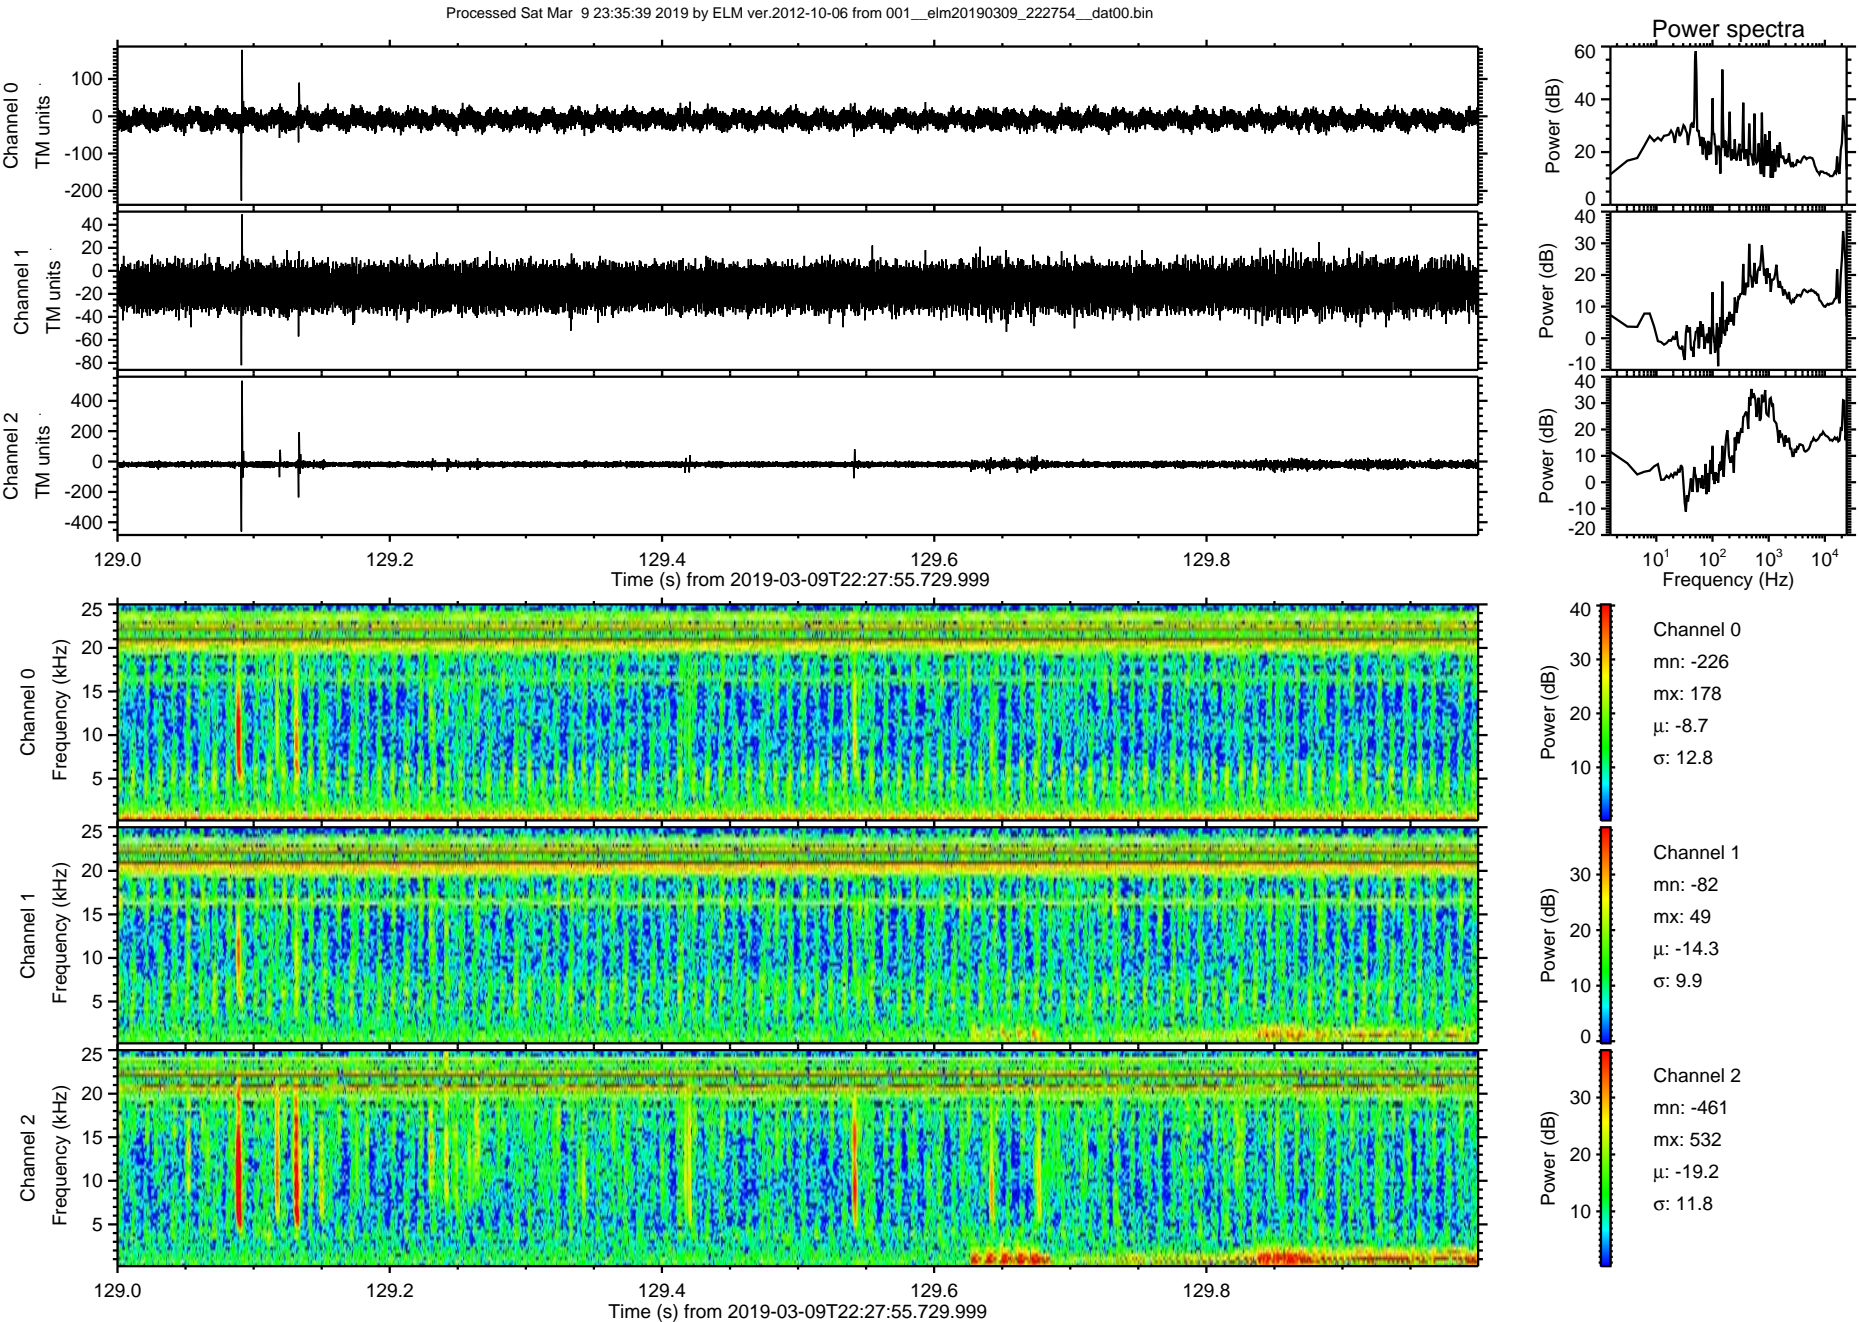 Processed Sat Mar 9 23:35:39 2019 by ELM ver.2012-10-06 from 001__elm20190309_222754__dat00.bin
Power spectra
Channel 0
TM units
100
0
-100
-200
Power (dB)
60
40
20
0
Channel 1
TM units
40
20
0
-20
-40
-60
-80
Power (dB)
40
30
20
10
0
-10
Channel 2
TM units
400
200
0
-200
-400
Power (dB)
40
30
20
10
0
-10
-20
129.0 129.2 129.4 129.6 129.8
Time (s) from 2019-03-09T22:27:55.729.999
10¹ 10² 10³ 10⁴
Frequency (Hz)
Channel 0
Frequency (kHz)
25
20
15
10
5
Power (dB)
40
30
20
10
Channel 0
mn: -226
mx: 178
μ: -8.7
σ: 12.8
Channel 1
Frequency (kHz)
25
20
15
10
5
Power (dB)
30
20
10
0
Channel 1
mn: -82
mx: 49
μ: -14.3
σ: 9.9
Channel 2
Frequency (kHz)
25
20
15
10
5
Power (dB)
30
20
10
Channel 2
mn: -461
mx: 532
μ: -19.2
σ: 11.8
129.0 129.2 129.4 129.6 129.8
Time (s) from 2019-03-09T22:27:55.729.999